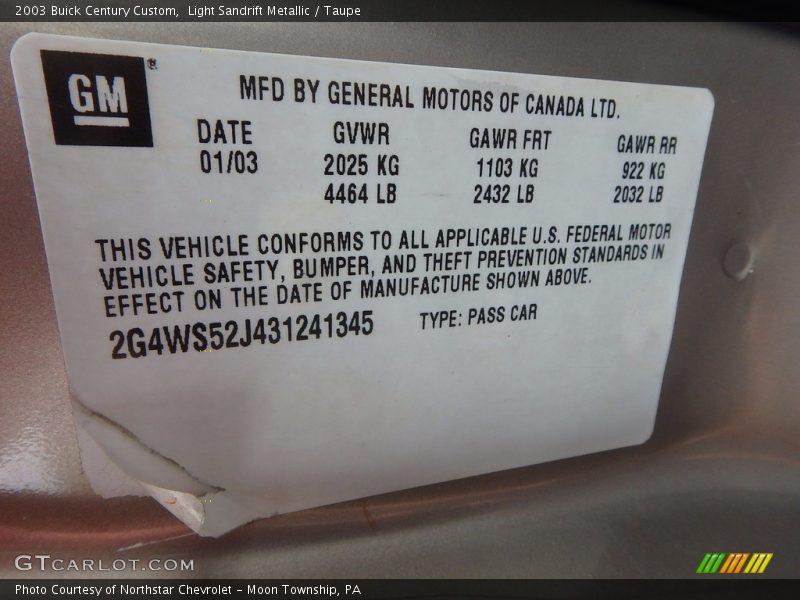 2003 Buick Century Custom, Light Sandrift Metallic / Taupe
GM®
MFD BY GENERAL MOTORS OF CANADA LTD.
DATE GVWR GAWR FRT GAWR RR
01/03 2025 KG 1103 KG 922 KG
4464 LB 2432 LB 2032 LB
THIS VEHICLE CONFORMS TO ALL APPLICABLE U.S. FEDERAL MOTOR
VEHICLE SAFETY, BUMPER, AND THEFT PREVENTION STANDARDS IN
EFFECT ON THE DATE OF MANUFACTURE SHOWN ABOVE.
2G4WS52J431241345 TYPE: PASS CAR
GTCARLOT.COM
Photo Courtesy of Northstar Chevrolet - Moon Township, PA